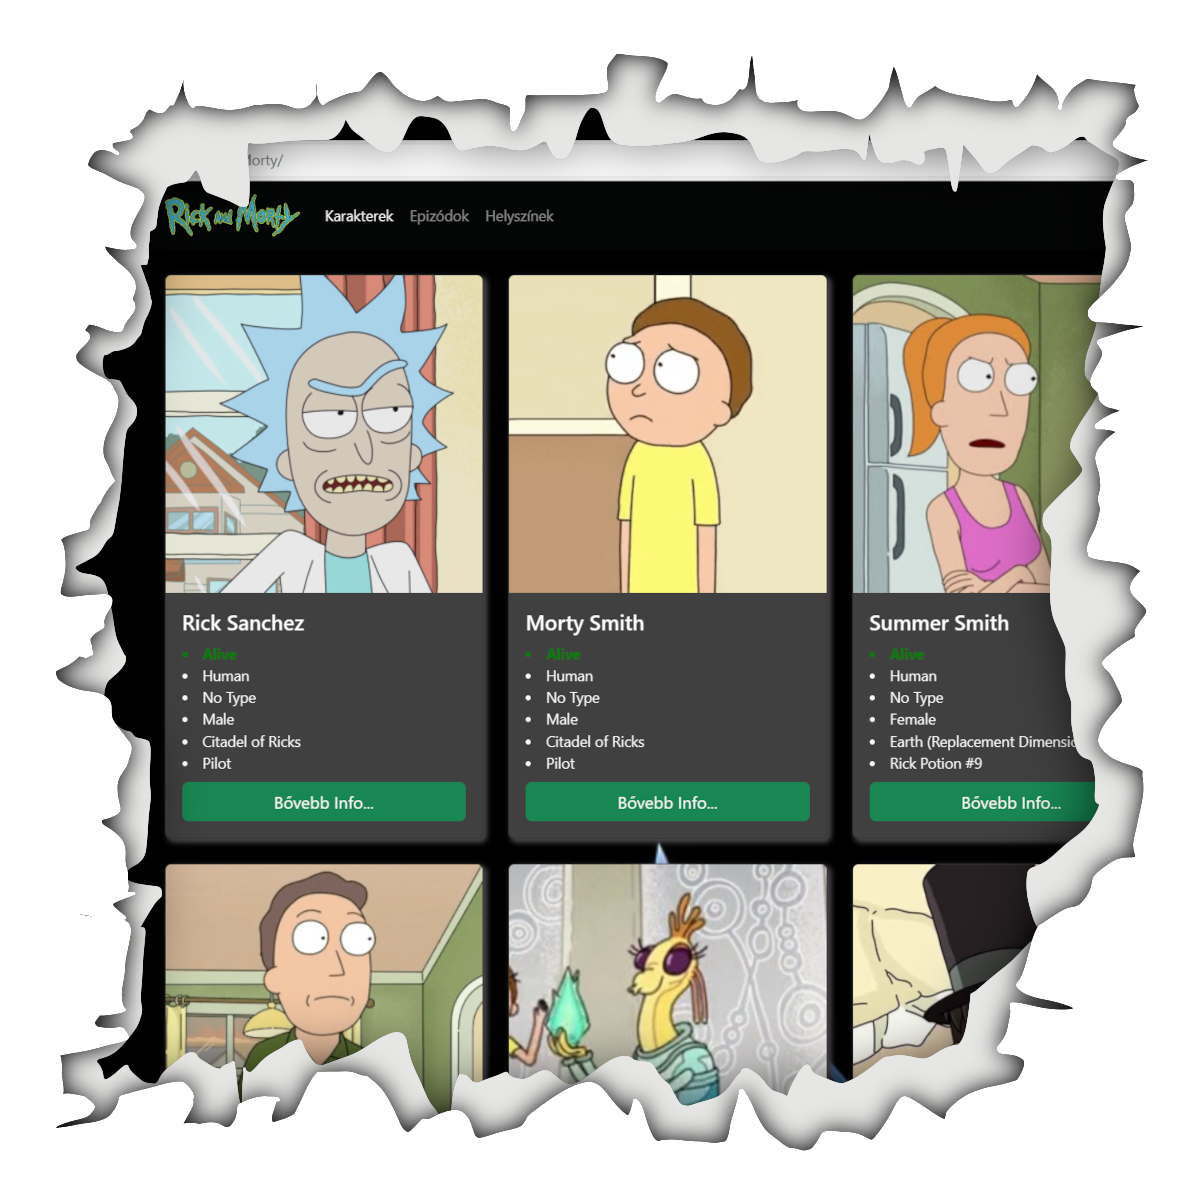 Morty/
Rick and Morty Karakterek Epizódok Helyszínek
Rick Sanchez
Alive
Human
No Type
Male
Citadel of Ricks
Pilot
Bővebb Info...
Morty Smith
Alive
Human
No Type
Male
Citadel of Ricks
Pilot
Bővebb Info...
Summer Smith
Alive
Human
No Type
Female
Earth (Replacement
Rick Potion #9
Bővebb Info...